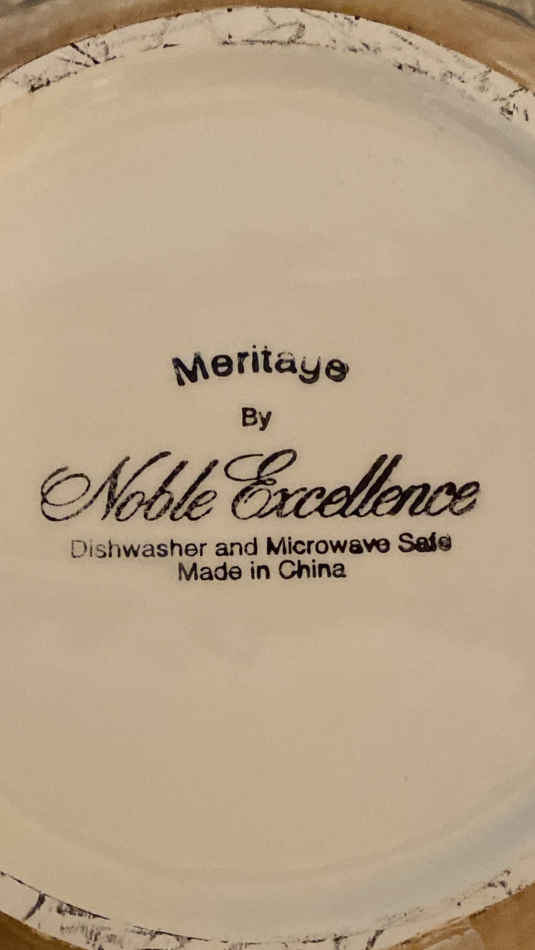 Meritage
By
Noble Excellence
Dishwasher and Microwave Safe
Made in China